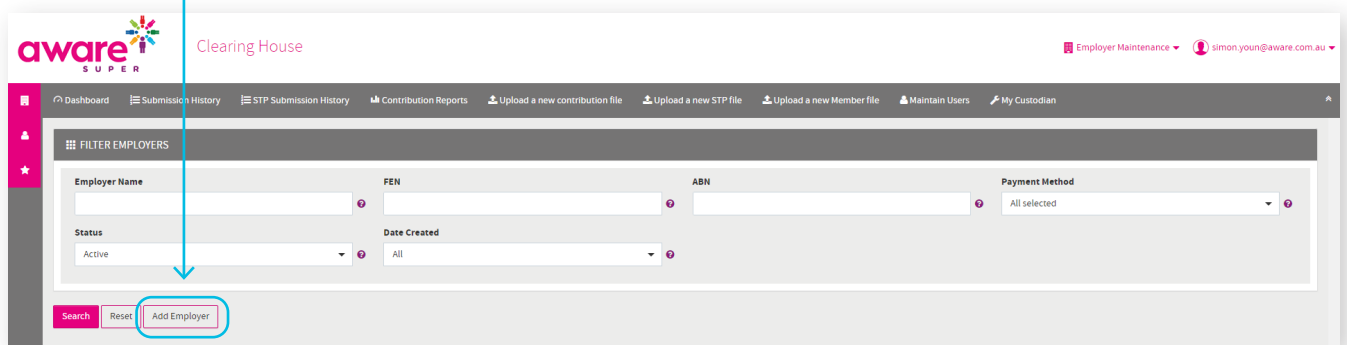 aware
SUPER
Clearing House
Employer Maintenance
simon.youn@aware.com.au
Dashboard
Submission History
STP Submission History
Contribution Reports
Upload a new contribution file
Upload a new STP file
Upload a new Member file
Maintain Users
My Custodian
FILTER EMPLOYERS
Employer Name
FEN
ABN
Payment Method
All selected
Status
Date Created
Active
All
Search
Reset
Add Employer